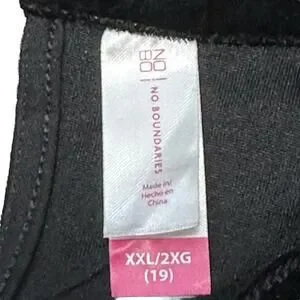 NO
BO
NO BOUNDARIES
Made in/
Hecho en
China
XXL/2XG
(19)